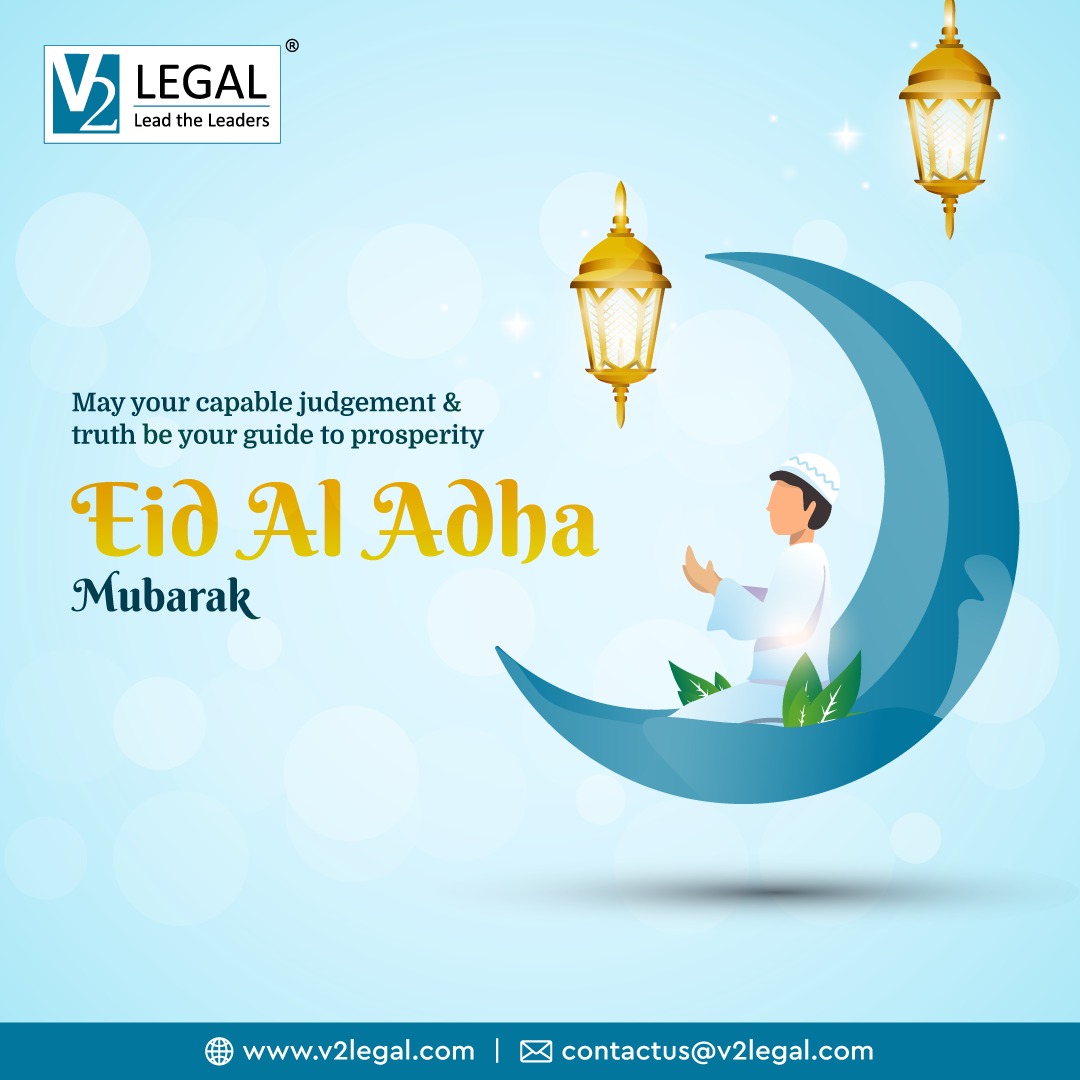 V2 LEGAL ®
Lead the Leaders
May your capable judgement &
truth be your guide to prosperity
Eid Al Adha
Mubarak
www.v2legal.com | contactus@v2legal.com